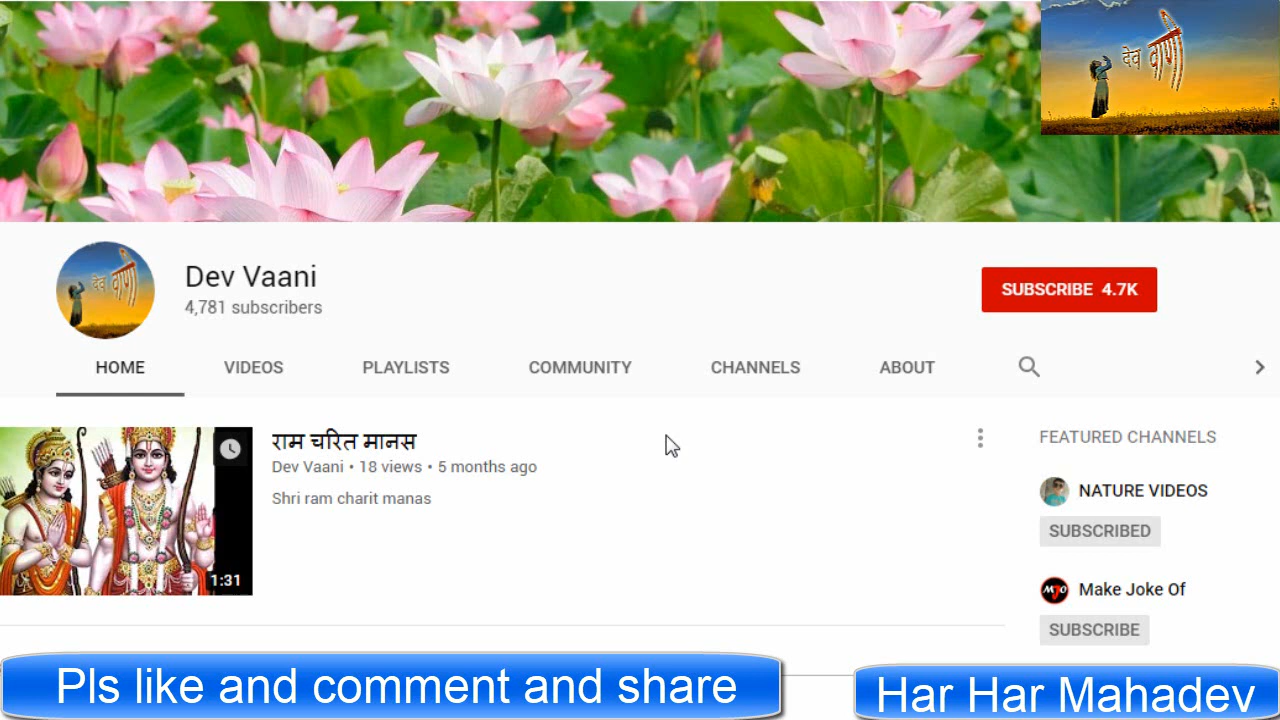 देव वाणी
देव वाणी
Dev Vaani
4,781 subscribers
SUBSCRIBE 4.7K
HOME VIDEOS PLAYLISTS COMMUNITY CHANNELS ABOUT
राम चरित मानस
Dev Vaani • 18 views • 5 months ago
Shri ram charit manas
1:31
FEATURED CHANNELS
NATURE VIDEOS
SUBSCRIBED
MJO
Make Joke Of
SUBSCRIBE
Pls like and comment and share
Har Har Mahadev